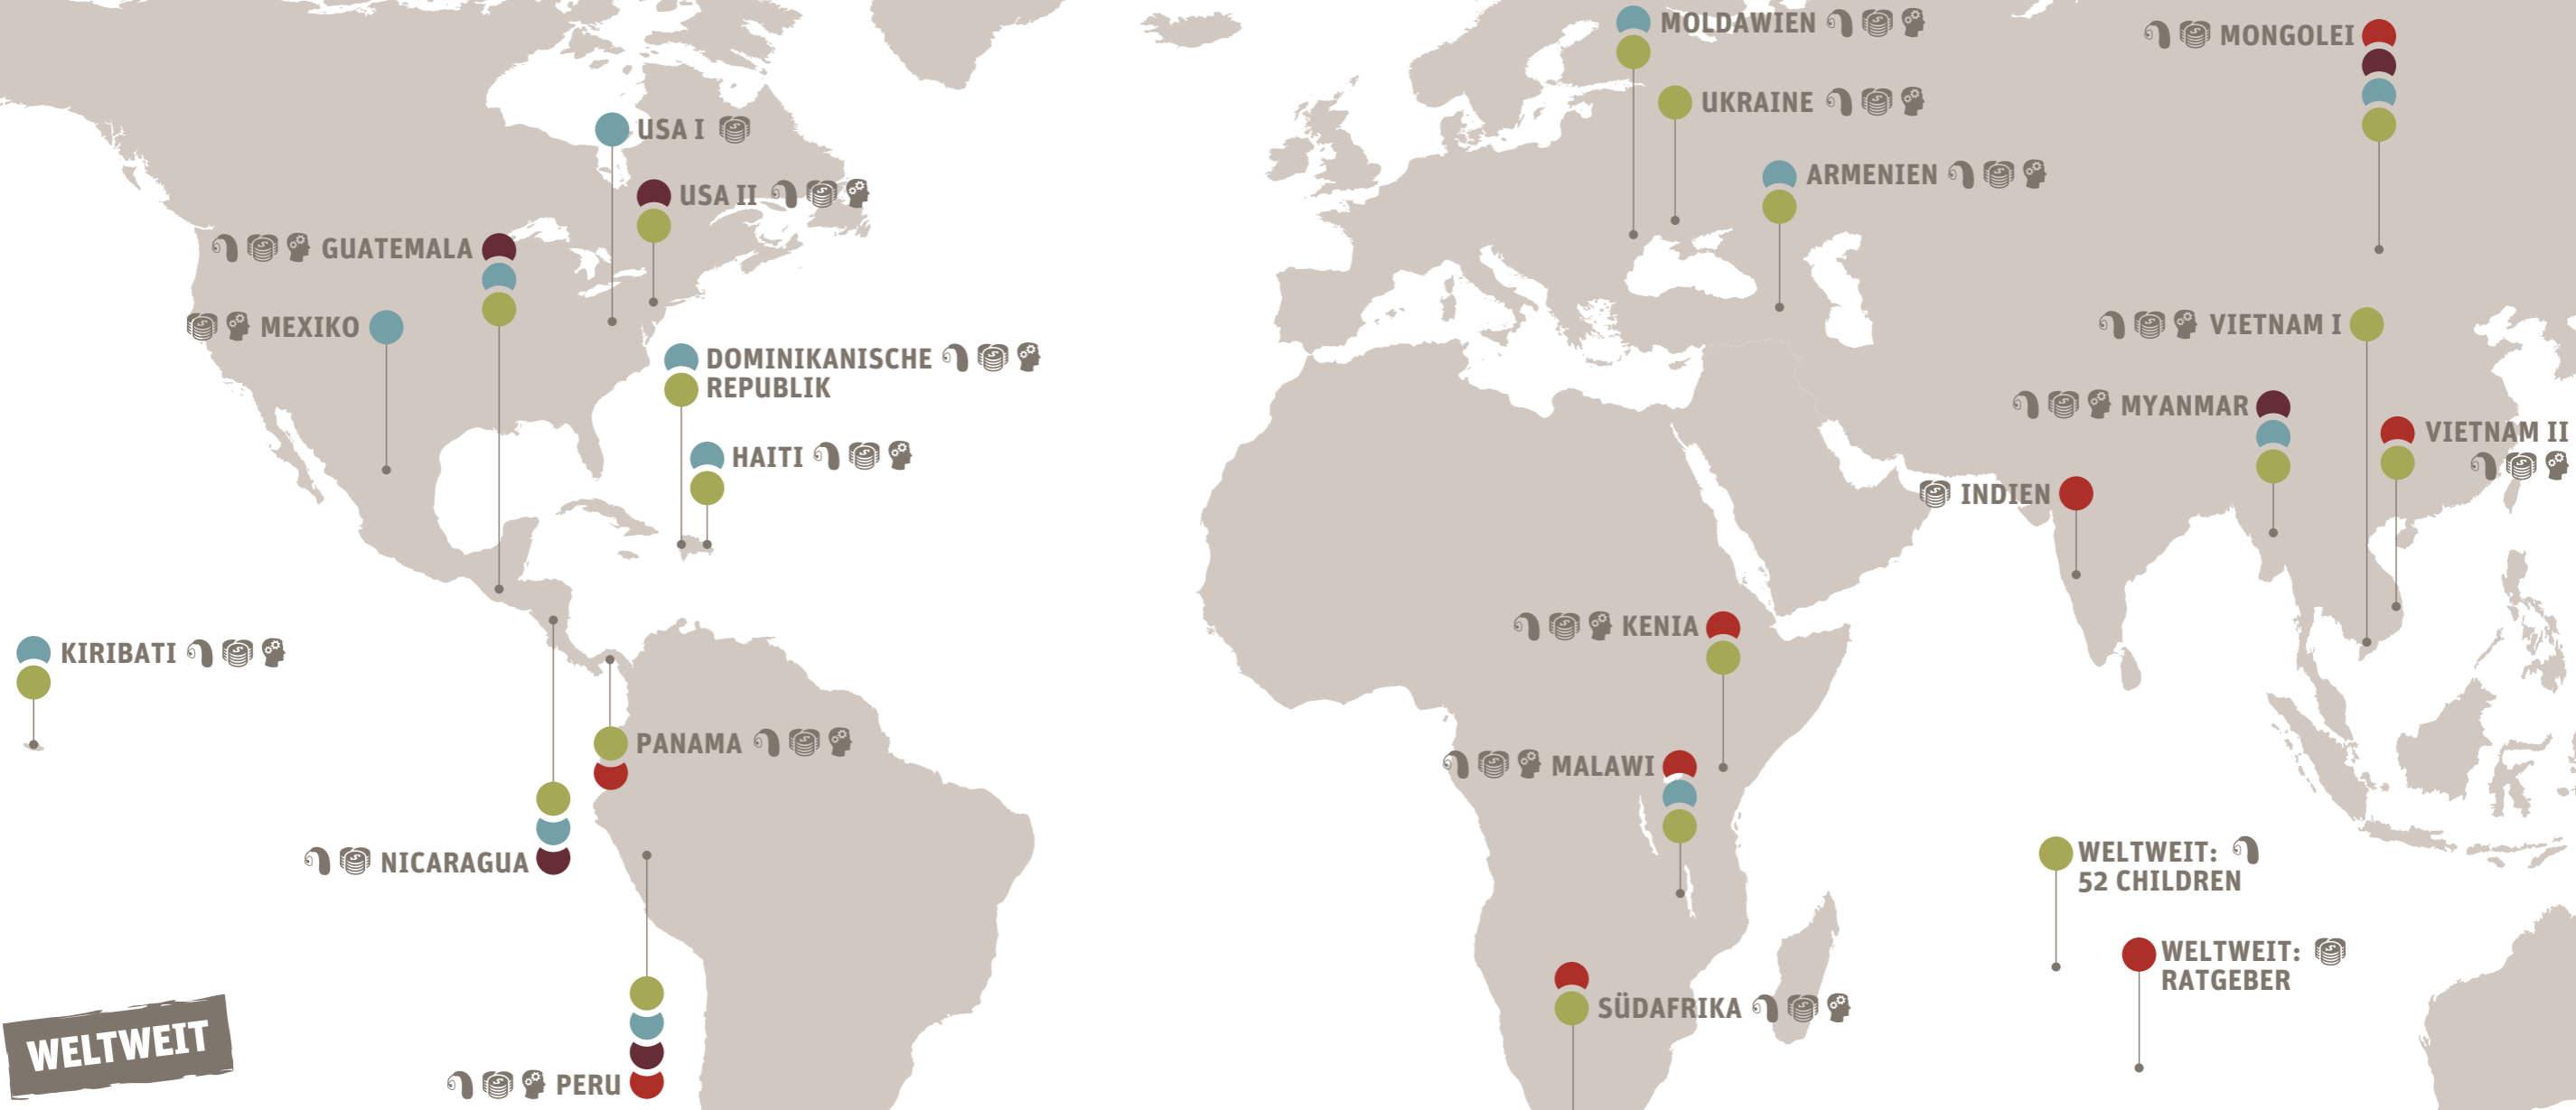 MOLDAWIEN
MONGOLEI
UKRAINE
USA I
ARMENIEN
USA II
GUATEMALA
MEXIKO
VIETNAM I
DOMINIKANISCHE
REPUBLIK
MYANMAR
VIETNAM II
HAITI
INDIEN
KENIA
KIRIBATI
PANAMA
MALAWI
NICARAGUA
WELTWEIT:
52 CHILDREN
WELTWEIT:
RATGEBER
SÜDAFRIKA
WELTWEIT
PERU